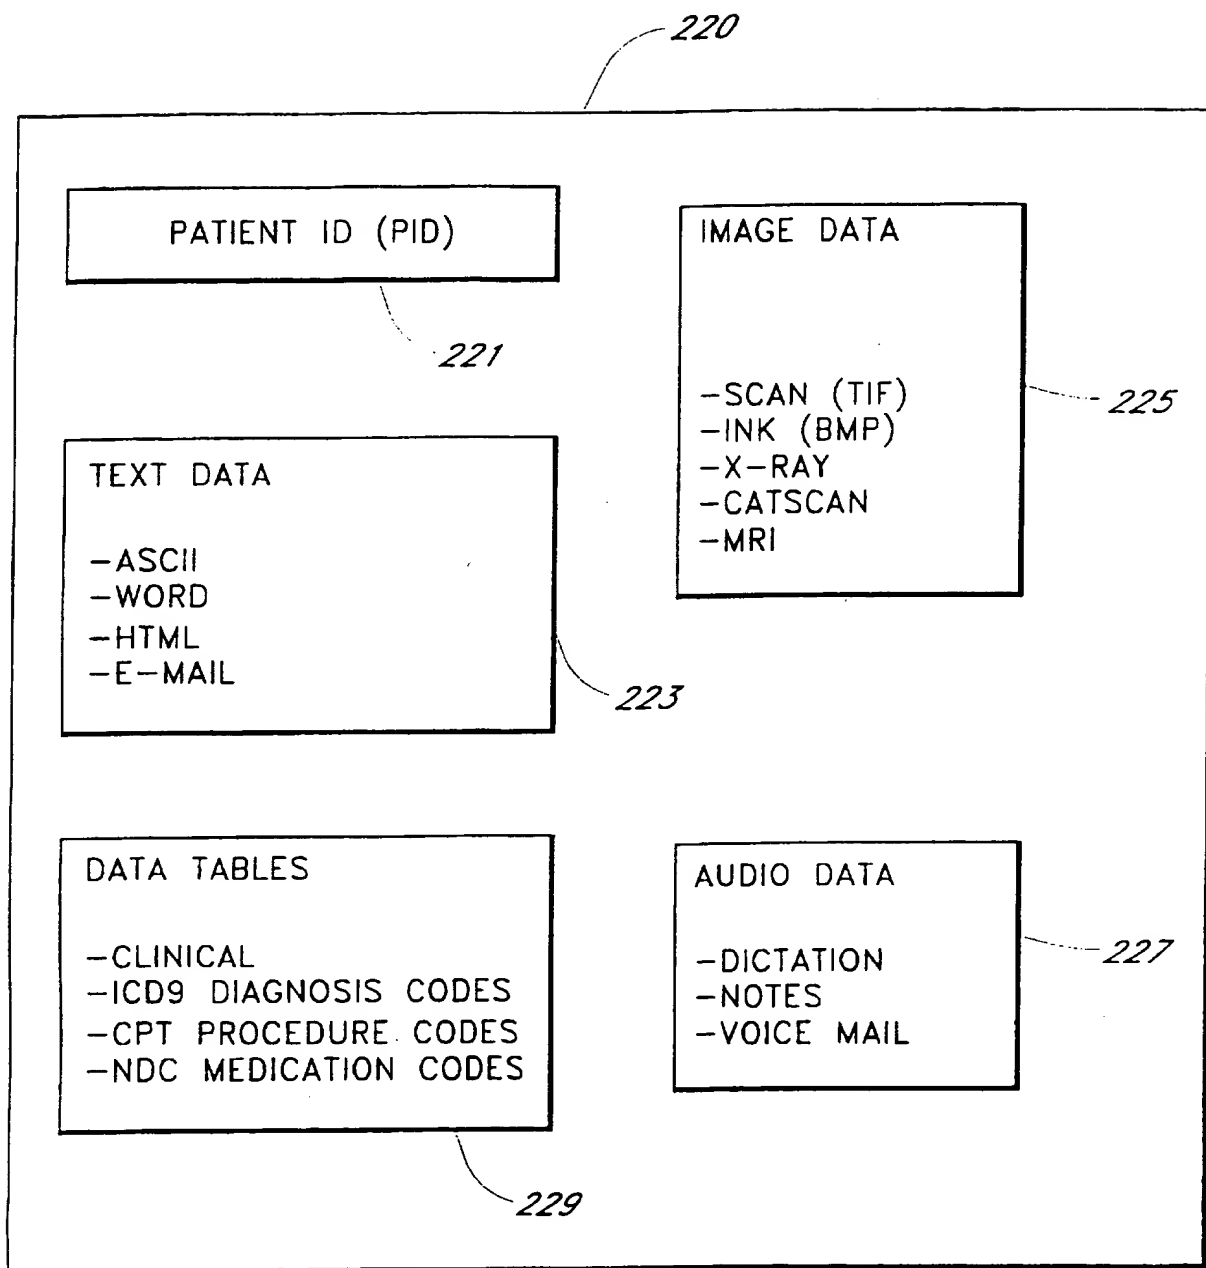 220
PATIENT ID (PID)
221
IMAGE DATA
-SCAN (TIF)
-INK (BMP)
-X-RAY
-CATSCAN
-MRI
225
TEXT DATA
-ASCII
-WORD
-HTML
-E-MAIL
223
DATA TABLES
-CLINICAL
-ICD9 DIAGNOSIS CODES
-CPT PROCEDURE CODES
-NDC MEDICATION CODES
229
AUDIO DATA
-DICTATION
-NOTES
-VOICE MAIL
227